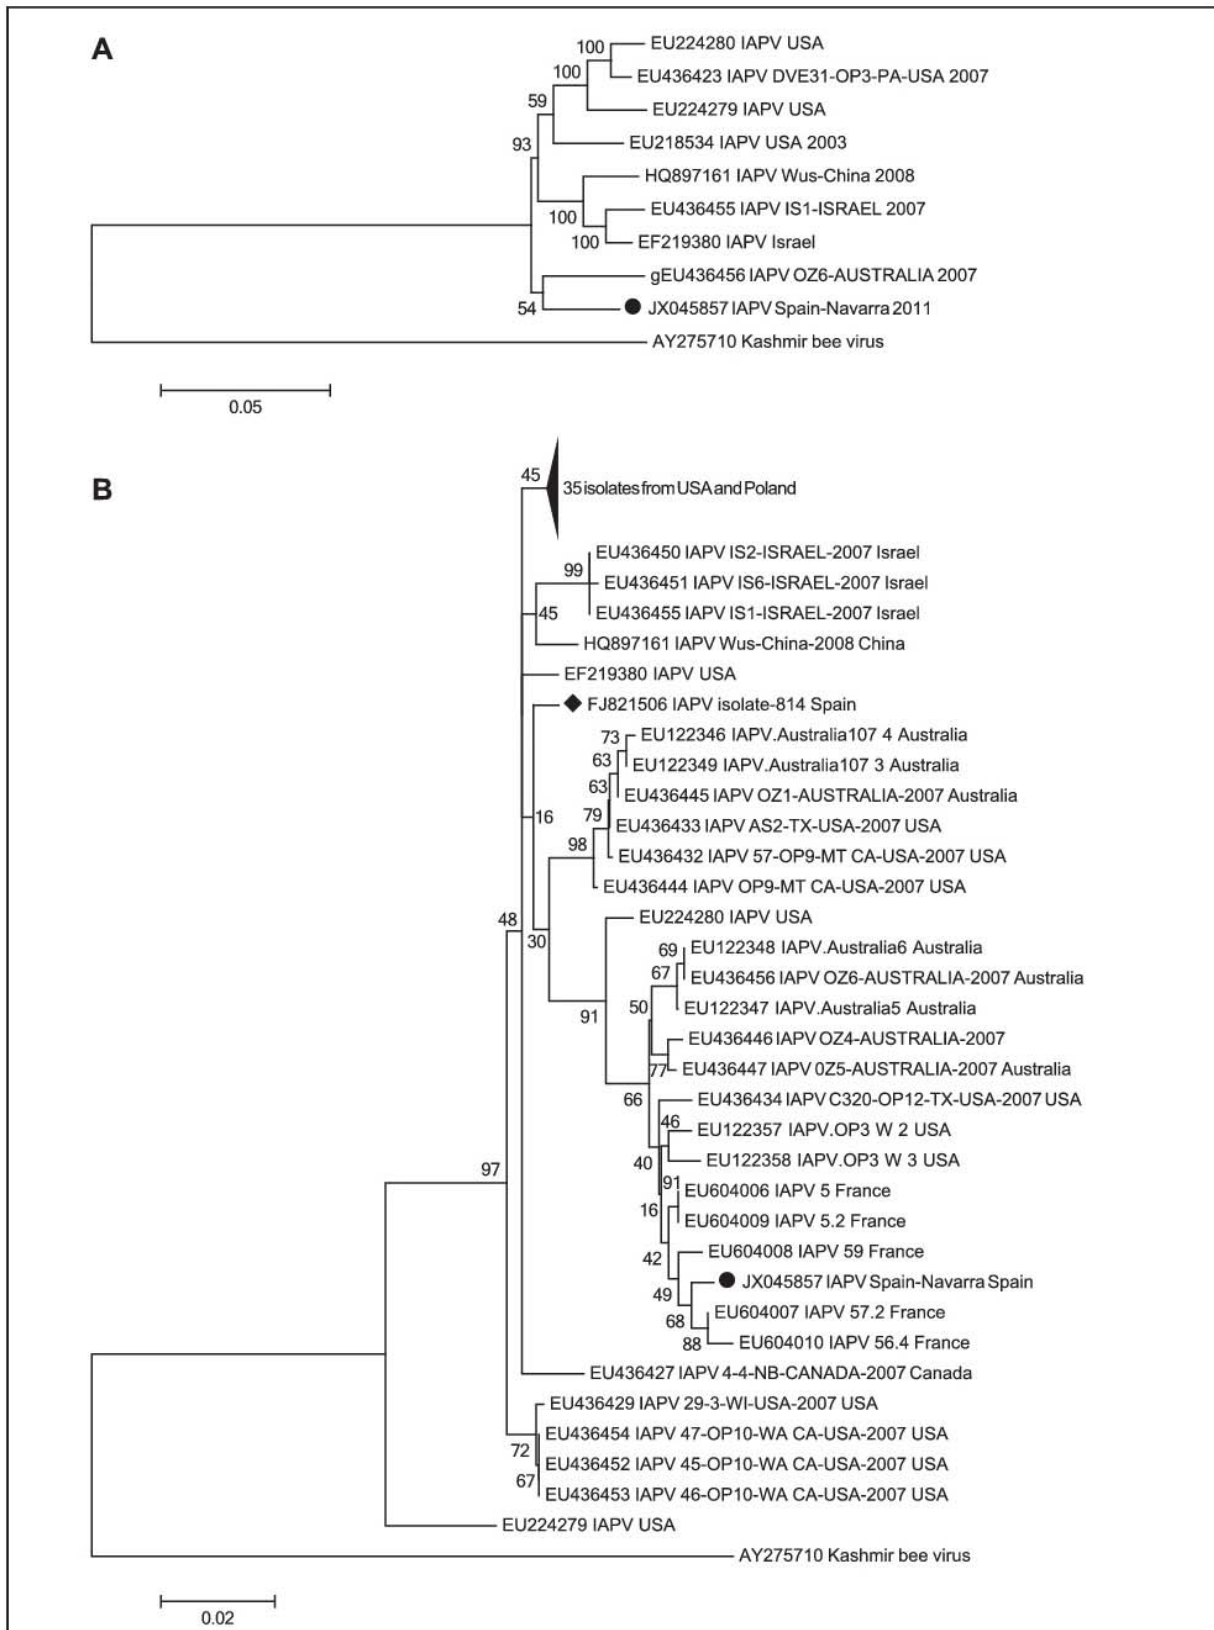 A
100
EU224280 IAPV USA
100
EU436423 IAPV DVE31-OP3-PA-USA 2007
59
EU224279 IAPV USA
93
EU218534 IAPV USA 2003
HQ897161 IAPV Wus-China 2008
100
EU436455 IAPV IS1-ISRAEL 2007
100
EF219380 IAPV Israel
gEU436456 IAPV OZ6-AUSTRALIA 2007
54
JX045857 IAPV Spain-Navarra 2011
AY275710 Kashmir bee virus
0.05
B
45
35 isolates from USA and Poland
EU436450 IAPV IS2-ISRAEL-2007 Israel
99
EU436451 IAPV IS6-ISRAEL-2007 Israel
45
EU436455 IAPV IS1-ISRAEL-2007 Israel
HQ897161 IAPV Wus-China-2008 China
EF219380 IAPV USA
FJ821506 IAPV isolate-814 Spain
73
EU122346 IAPV.Australia107 4 Australia
63
EU122349 IAPV.Australia107 3 Australia
63
EU436445 IAPV OZ1-AUSTRALIA-2007 Australia
79
16
EU436433 IAPV AS2-TX-USA-2007 USA
98
EU436432 IAPV 57-OP9-MT CA-USA-2007 USA
EU436444 IAPV OP9-MT CA-USA-2007 USA
48
EU224280 IAPV USA
30
69
EU122348 IAPV.Australia6 Australia
67
EU436456 IAPV OZ6-AUSTRALIA-2007 Australia
50
EU122347 IAPV.Australia5 Australia
91
EU436446 IAPV OZ4-AUSTRALIA-2007
77
EU436447 IAPV 0Z5-AUSTRALIA-2007 Australia
66
EU436434 IAPV C320-OP12-TX-USA-2007 USA
46
EU122357 IAPV.OP3 W 2 USA
40
EU122358 IAPV.OP3 W 3 USA
97
91
EU604006 IAPV 5 France
16
EU604009 IAPV 5.2 France
42
EU604008 IAPV 59 France
49
JX045857 IAPV Spain-Navarra Spain
68
EU604007 IAPV 57.2 France
88
EU604010 IAPV 56.4 France
EU436427 IAPV 4-4-NB-CANADA-2007 Canada
EU436429 IAPV 29-3-WI-USA-2007 USA
72
EU436454 IAPV 47-OP10-WA CA-USA-2007 USA
67
EU436452 IAPV 45-OP10-WA CA-USA-2007 USA
EU436453 IAPV 46-OP10-WA CA-USA-2007 USA
EU224279 IAPV USA
AY275710 Kashmir bee virus
0.02